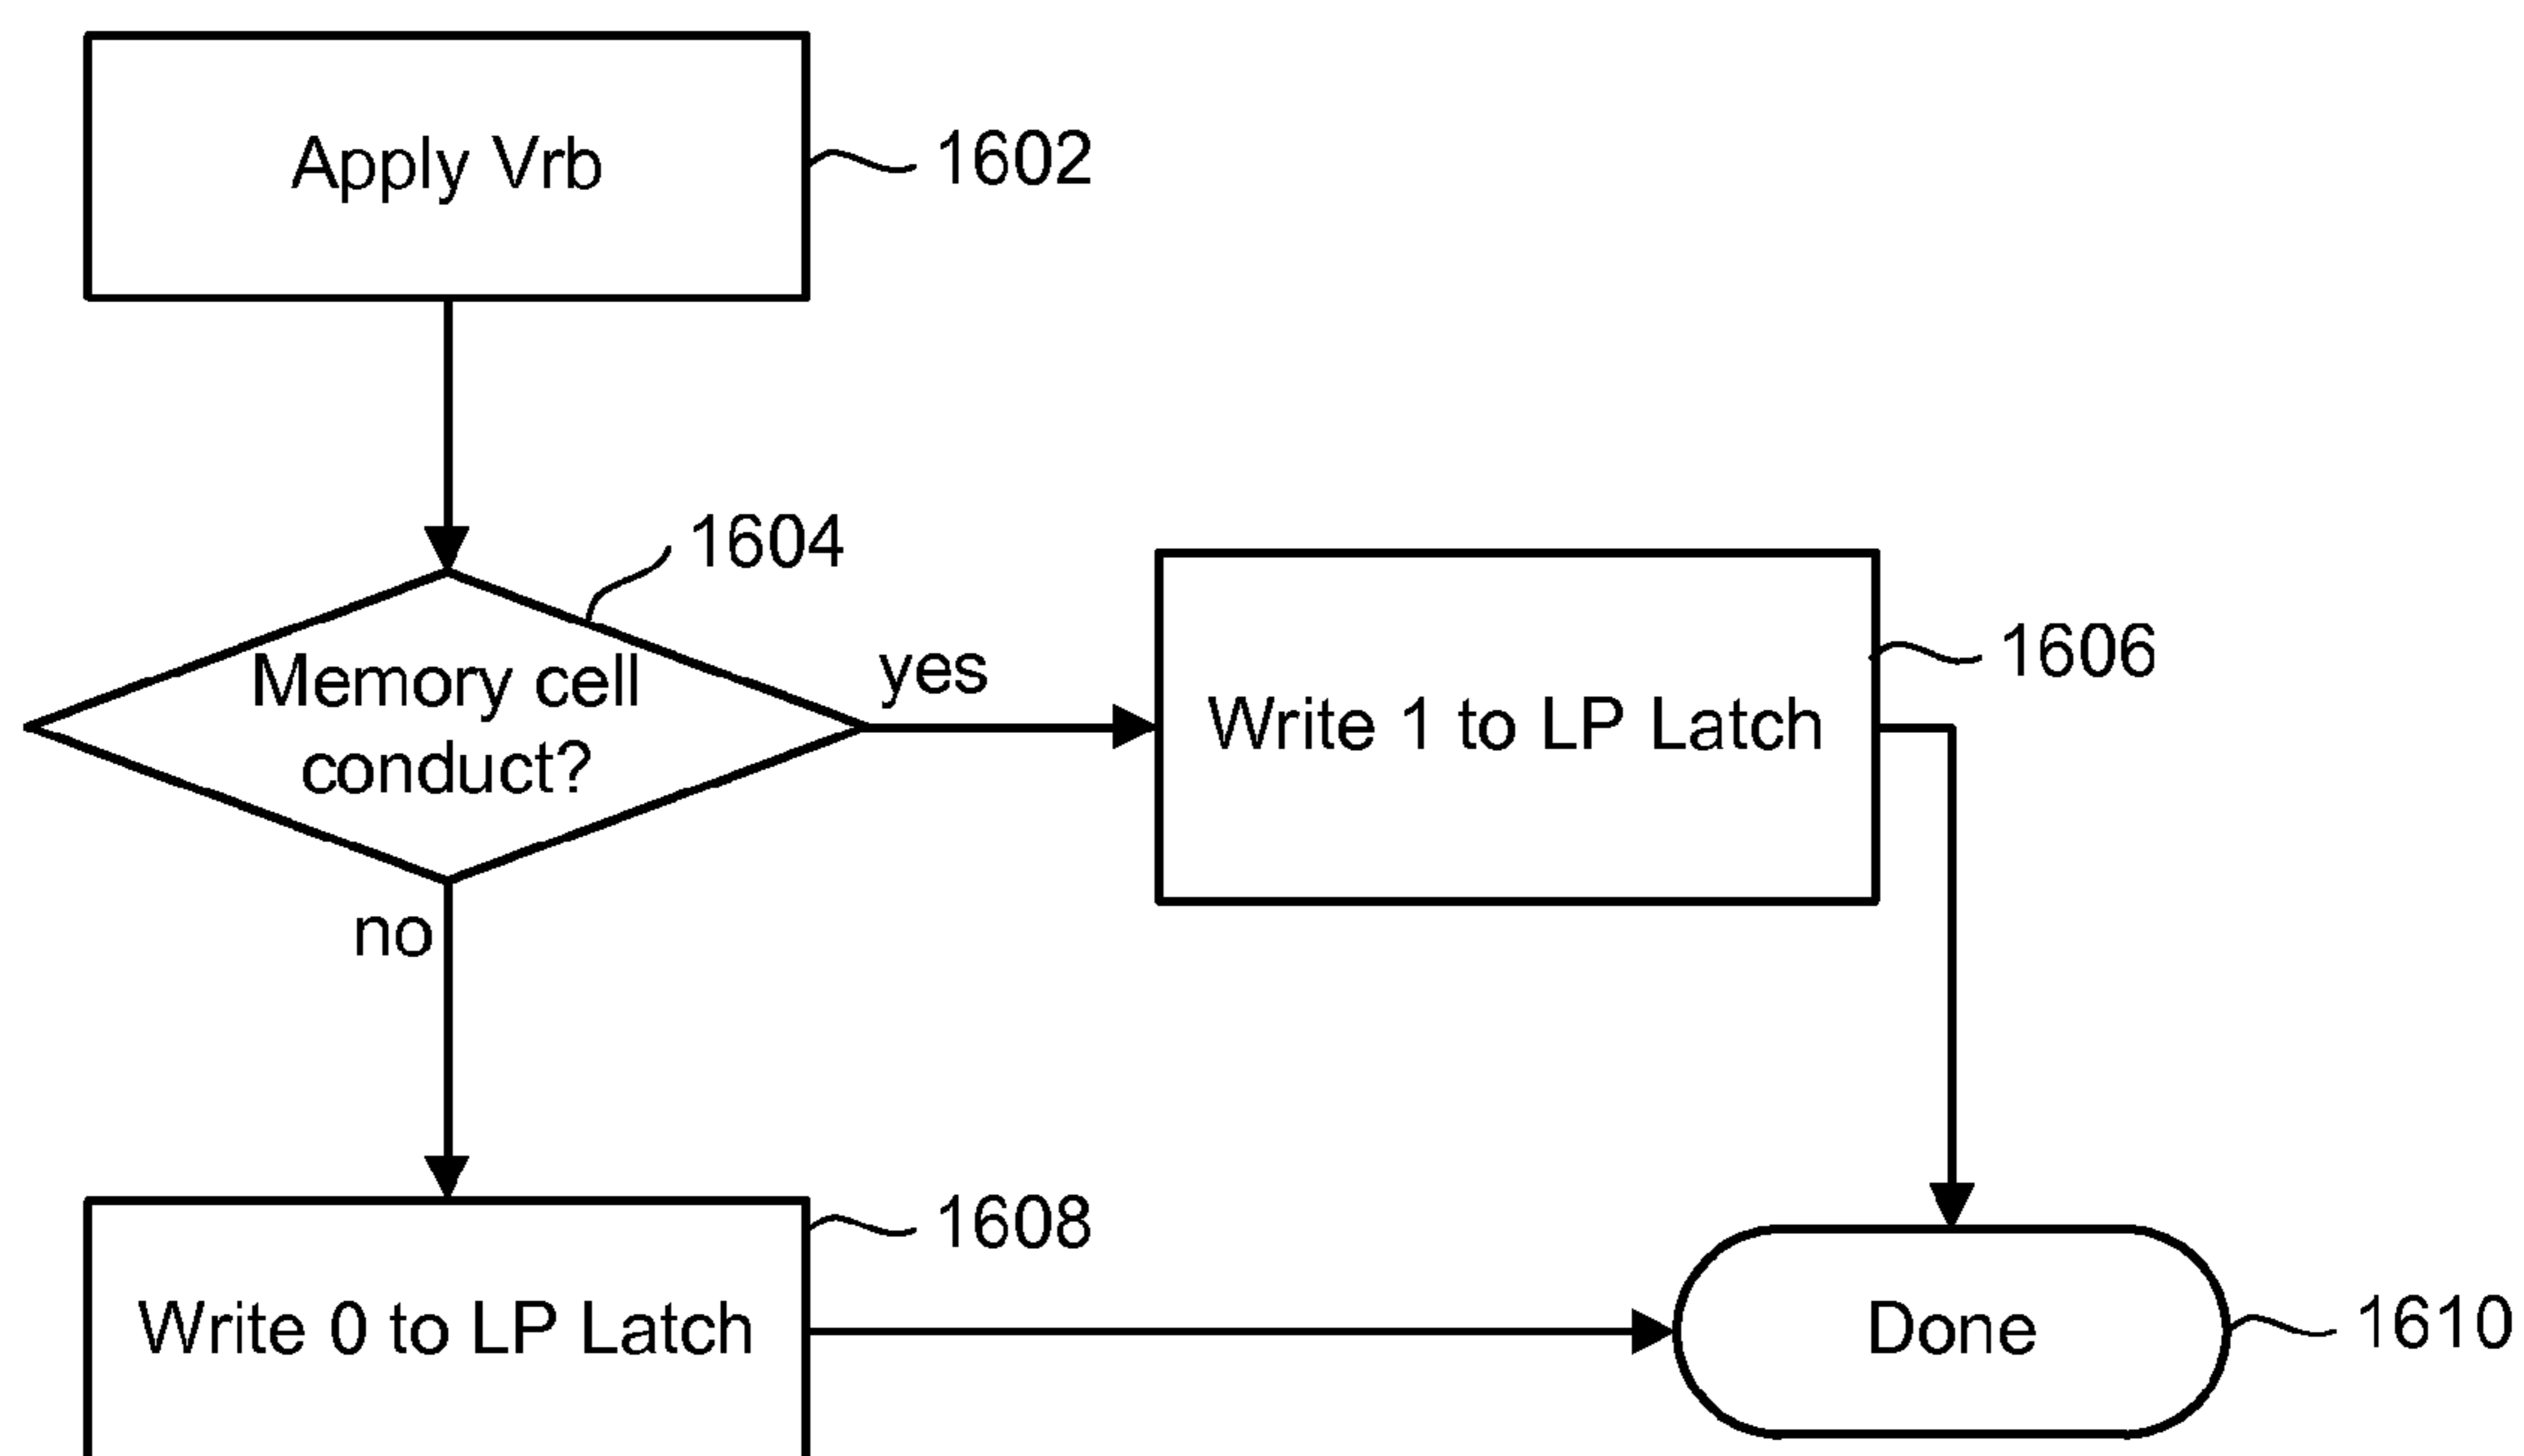 Apply Vrb
1602
1604
Memory cell
conduct?
yes
1606
Write 1 to LP Latch
no
1608
Write 0 to LP Latch
Done
1610